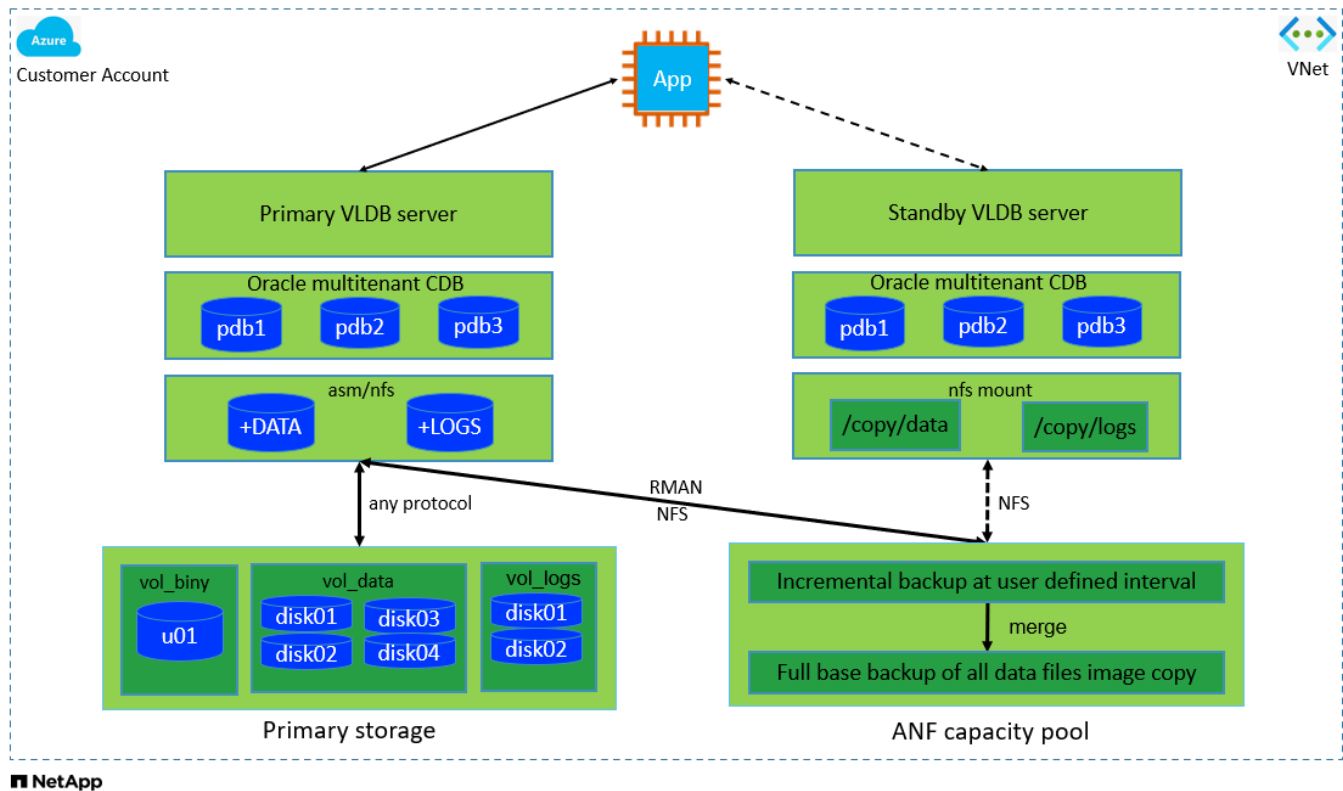 Azure
Customer Account
App
VNet
Primary VLDB server
Standby VLDB server
Oracle multitenant CDB
pdb1
pdb2
pdb3
Oracle multitenant CDB
pdb1
pdb2
pdb3
asm/nfs
+DATA
+LOGS
nfs mount
/copy/data
/copy/logs
any protocol
RMAN
NFS
NFS
vol_biny
u01
vol_data
disk01
disk03
disk02
disk04
vol_logs
disk01
disk02
Incremental backup at user defined interval
merge
Full base backup of all data files image copy
Primary storage
ANF capacity pool
NetApp